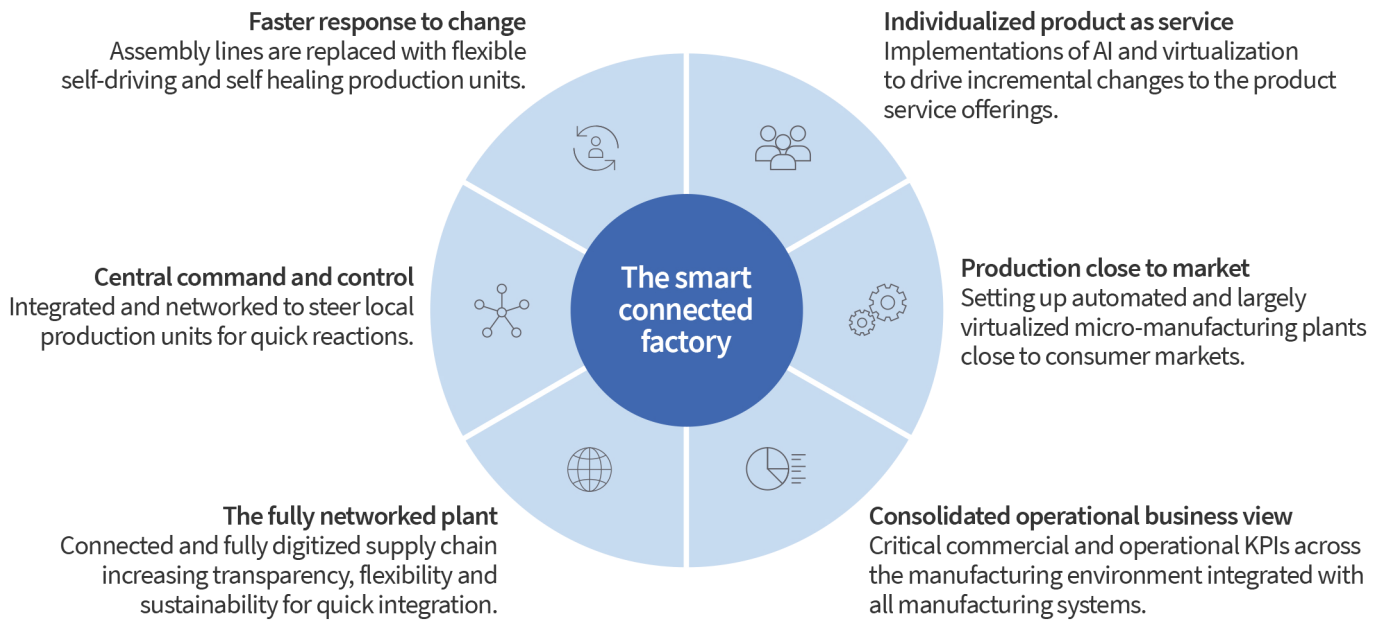 Faster response to change
Assembly lines are replaced with flexible
self-driving and self healing production units.
Individualized product as service
Implementations of AI and virtualization
to drive incremental changes to the product
service offerings.
Central command and control
Integrated and networked to steer local
production units for quick reactions.
The smart
connected
factory
Production close to market
Setting up automated and largely
virtualized micro-manufacturing plants
close to consumer markets.
The fully networked plant
Connected and fully digitized supply chain
increasing transparency, flexibility and
sustainability for quick integration.
Consolidated operational business view
Critical commercial and operational KPIs across
the manufacturing environment integrated with
all manufacturing systems.